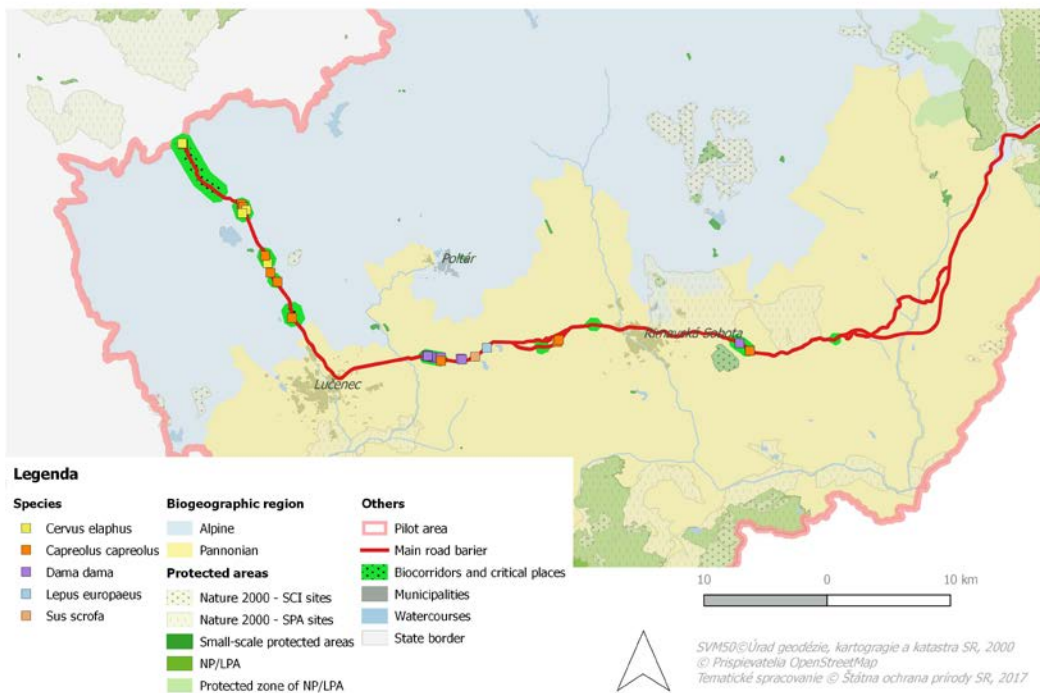 Poltár
Rimavská Sobota
Lučenec
Legenda
Species
Cervus elaphus
Capreolus capreolus
Dama dama
Lepus europaeus
Sus scrofa
Biogeographic region
Alpine
Pannonian
Protected areas
Nature 2000 - SCI sites
Nature 2000 - SPA sites
Small-scale protected areas
NP/LPA
Protected zone of NP/LPA
Others
Pilot area
Main road barier
Biocorridors and critical places
Municipalities
Watercourses
State border
10 0 10 km
SVM50©Úrad geodézie, kartogragie a katastra SR, 2000
© Prispievatelia OpenStreetMap
Tematické spracovanie © Štátna ochrana prírody SR, 2017